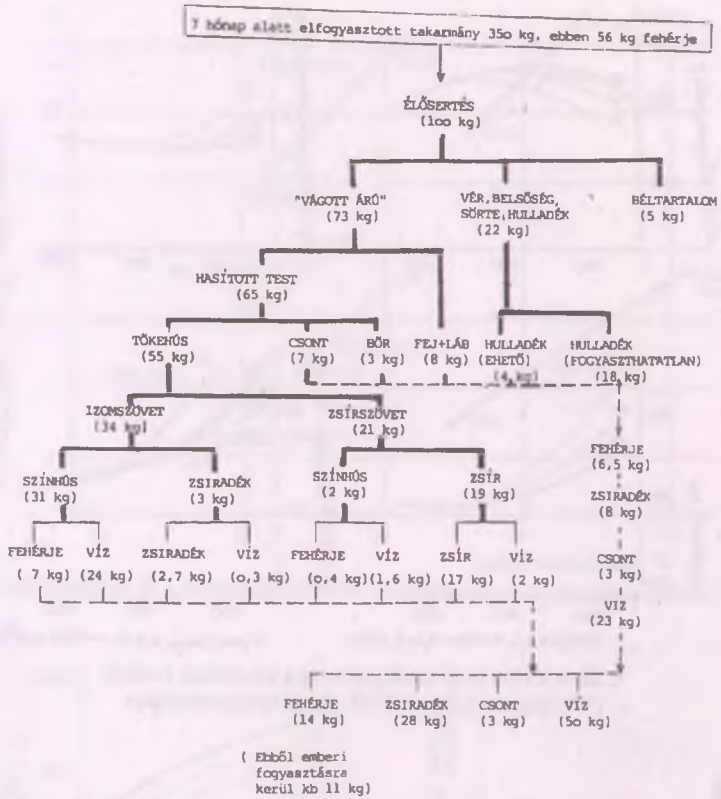 7 hónap alatt elfogyasztott takarmány 35o kg, ebben 56 kg fehérje
ÉLŐSERTÉS
(1oo kg)
"VÁGOTT ÁRÚ"
(73 kg)
VÉR, BELSŐSÉG,
SÖRTE, HULLADÉK
(22 kg)
BÉLTARTALOM
(5 kg)
HASÍTOTT TEST
(65 kg)
TŐKEHÚS
(55 kg)
CSONT
(7 kg)
BŐR
(3 kg)
FEJ+LÁB
(8 kg)
HULLADÉK
(EHETŐ)
(4 kg)
HULLADÉK
(FOGYASZTHATATLAN)
(18 kg)
IZOMSZÖVET
(34 kg)
ZSÍRSZÖVET
(21 kg)
FEHÉRJE
(6,5 kg)
SZÍNHÚS
(31 kg)
ZSIRADÉK
(3 kg)
SZÍNHÚS
(2 kg)
ZSÍR
(19 kg)
ZSIRADÉK
(8 kg)
FEHÉRJE
( 7 kg)
VÍZ
(24 kg)
ZSIRADÉK
(2,7 kg)
VÍZ
(o,3 kg)
FEHÉRJE
(o,4 kg)
VÍZ
(1,6 kg)
ZSÍR
(17 kg)
VÍZ
(2 kg)
CSONT
(3 kg)
VIZ
(23 kg)
FEHÉRJE
(14 kg)
ZSIRADÉK
(28 kg)
CSONT
(3 kg)
VÍZ
(5o kg)
( Ebből emberi
fogyasztásra
kerül kb 11 kg)